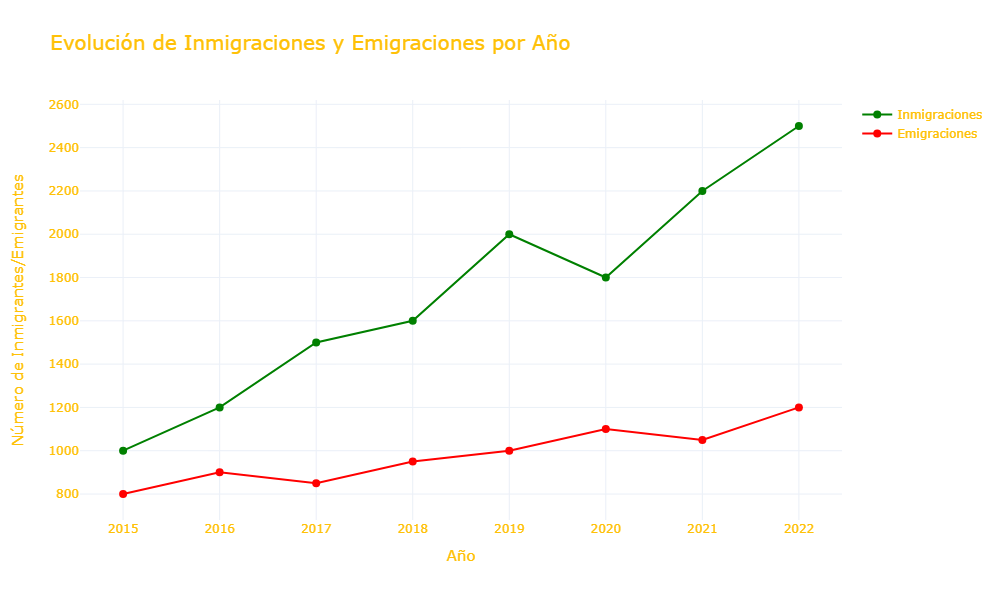 Evolución de Inmigraciones y Emigraciones por Año
Inmigraciones
Emigraciones
Número de Inmigrantes/Emigrantes
2600
2400
2200
2000
1800
1600
1400
1200
1000
800
2015 2016 2017 2018 2019 2020 2021 2022
Año